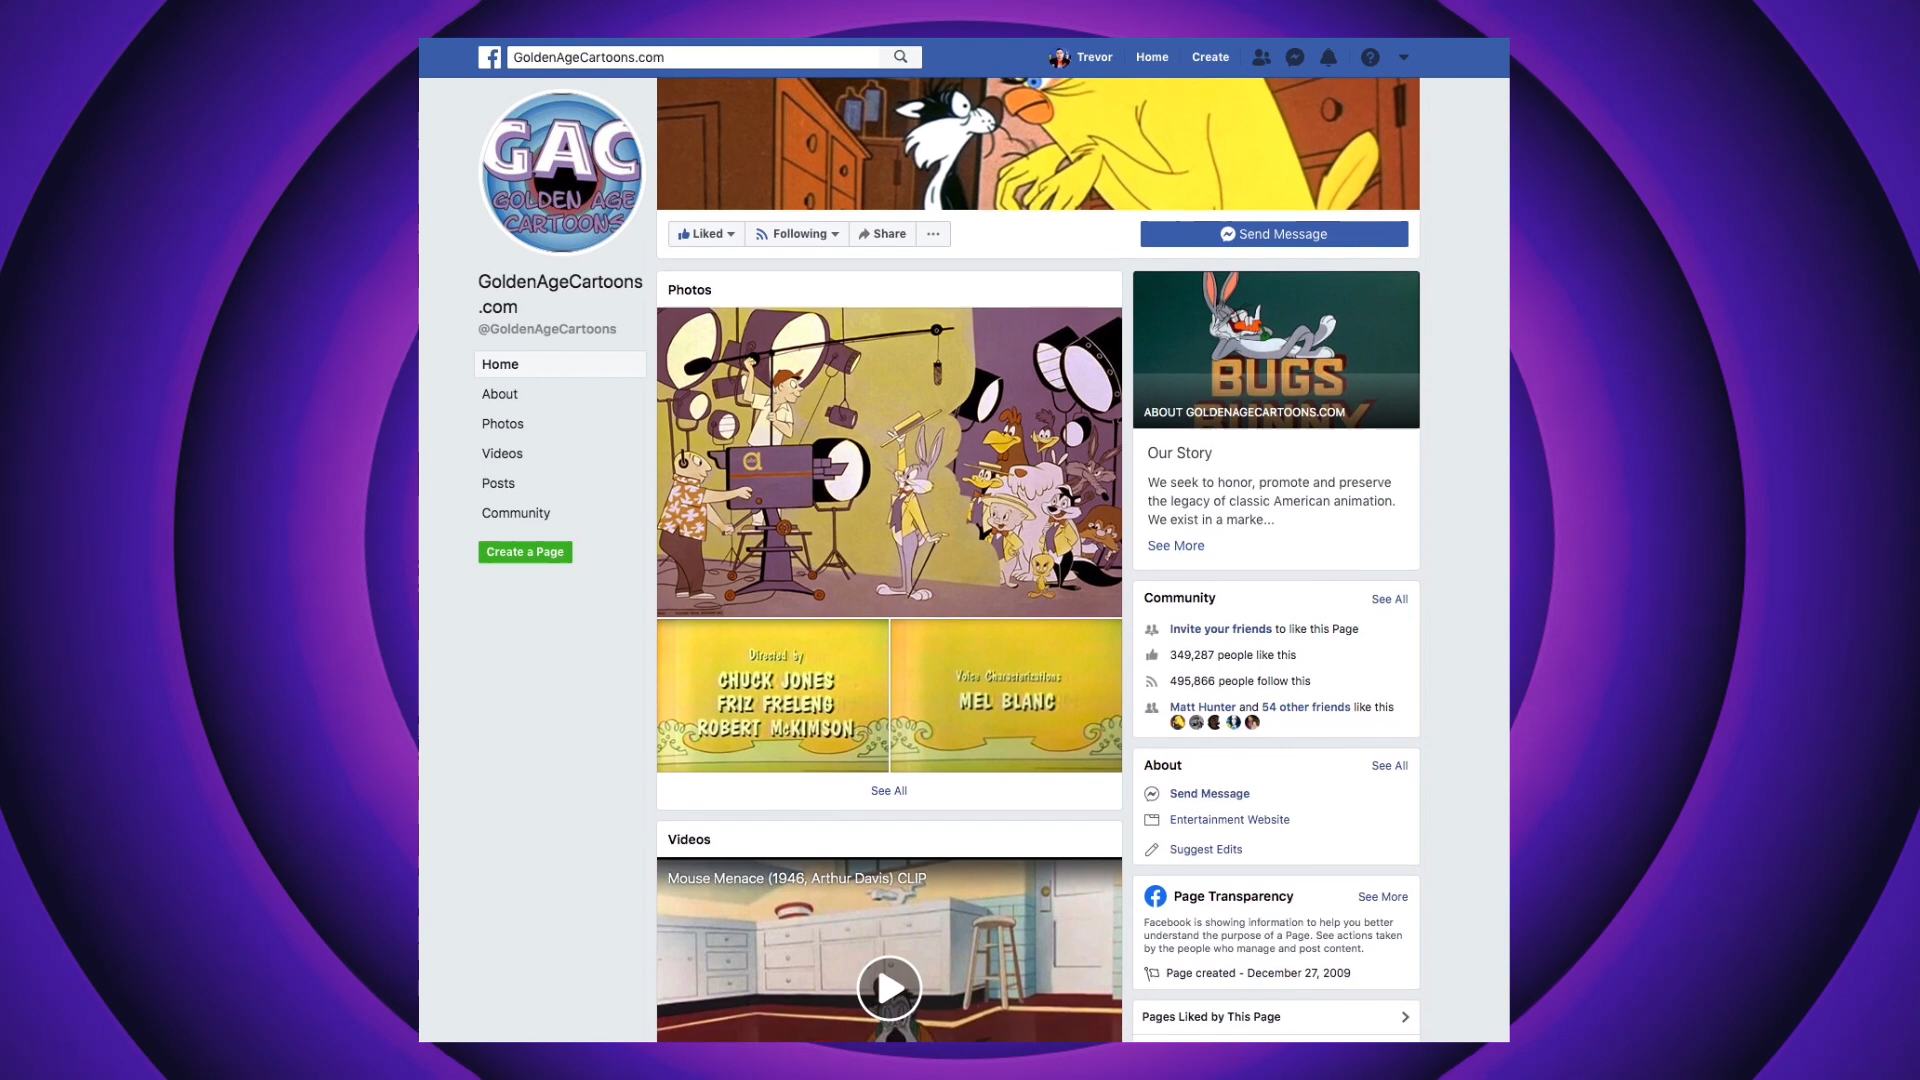 GoldenAgeCartoons.com
Trevor
Home
Create
GAC
GOLDEN AGE
CARTOONS
GoldenAgeCartoons
.com
@GoldenAgeCartoons
Home
About
Photos
Videos
Posts
Community
Create a Page
Liked
Following
Share
Send Message
Photos
Directed by
CHUCK JONES
FRIZ FRELENG
ROBERT McKIMSON
Voice Characterizations
MEL BLANC
See All
Videos
Mouse Menace (1946, Arthur Davis) CLIP
BUGS
BUNNY
ABOUT GOLDENAGECARTOONS.COM
Our Story
We seek to honor, promote and preserve
the legacy of classic American animation.
We exist in a marke...
See More
Community
See All
Invite your friends to like this Page
349,287 people like this
495,866 people follow this
Matt Hunter and 54 other friends like this
About
See All
Send Message
Entertainment Website
Suggest Edits
Page Transparency
See More
Facebook is showing information to help you better
understand the purpose of a Page. See actions taken
by the people who manage and post content.
Page created - December 27, 2009
Pages Liked by This Page